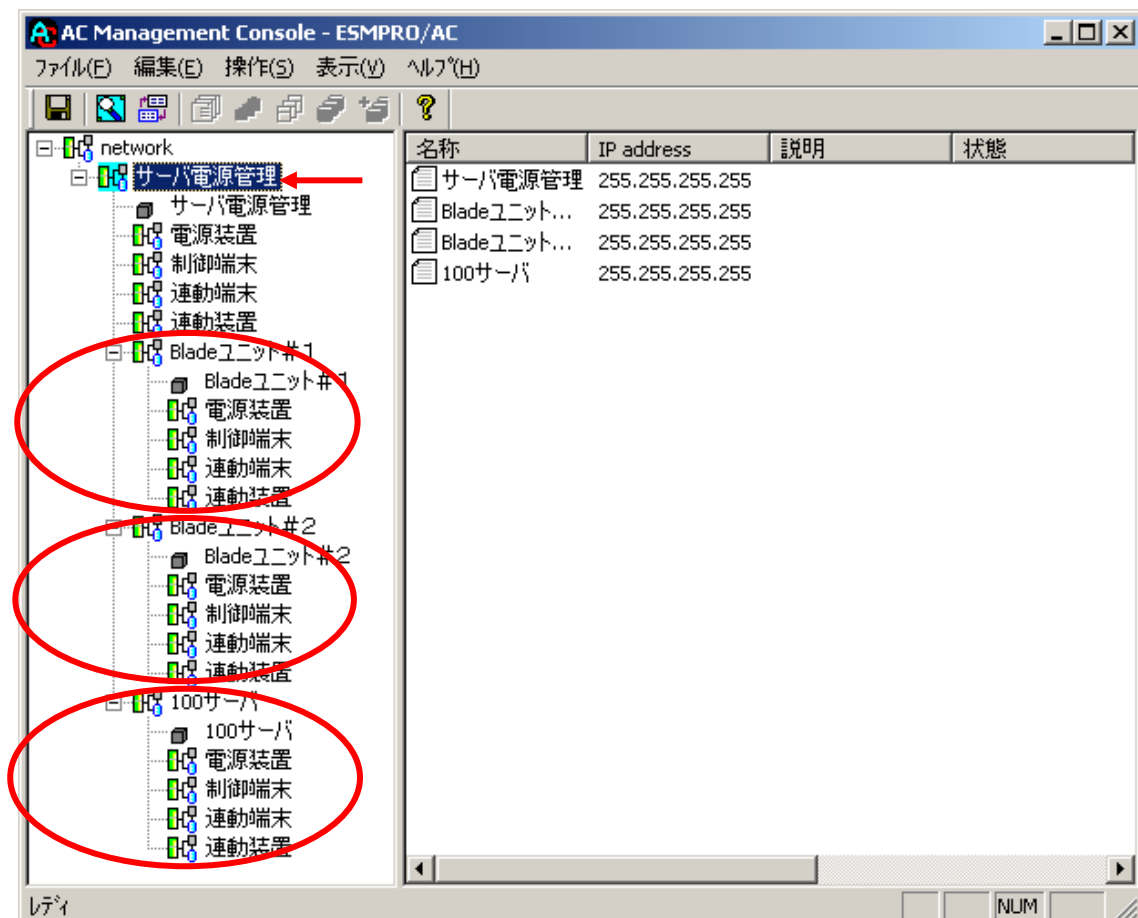 AC Management Console - ESMPRO/AC
ﾌｧｲﾙ(F) 編集(E) 操作(S) 表示(V) ﾍﾙﾌﾟ(H)
network
サーバ電源管理
サーバ電源管理
電源装置
制御端末
連動端末
連動装置
Bladeユニット＃1
Bladeユニット＃1
電源装置
制御端末
連動端末
連動装置
Bladeユニット＃2
Bladeユニット＃2
電源装置
制御端末
連動端末
連動装置
100サーバ
100サーバ
電源装置
制御端末
連動端末
連動装置
名称 IP address 説明 状態
サーバ電源管理 255.255.255.255
Bladeユニット... 255.255.255.255
Bladeユニット... 255.255.255.255
100サーバ 255.255.255.255
ﾚﾃﾞｨ NUM